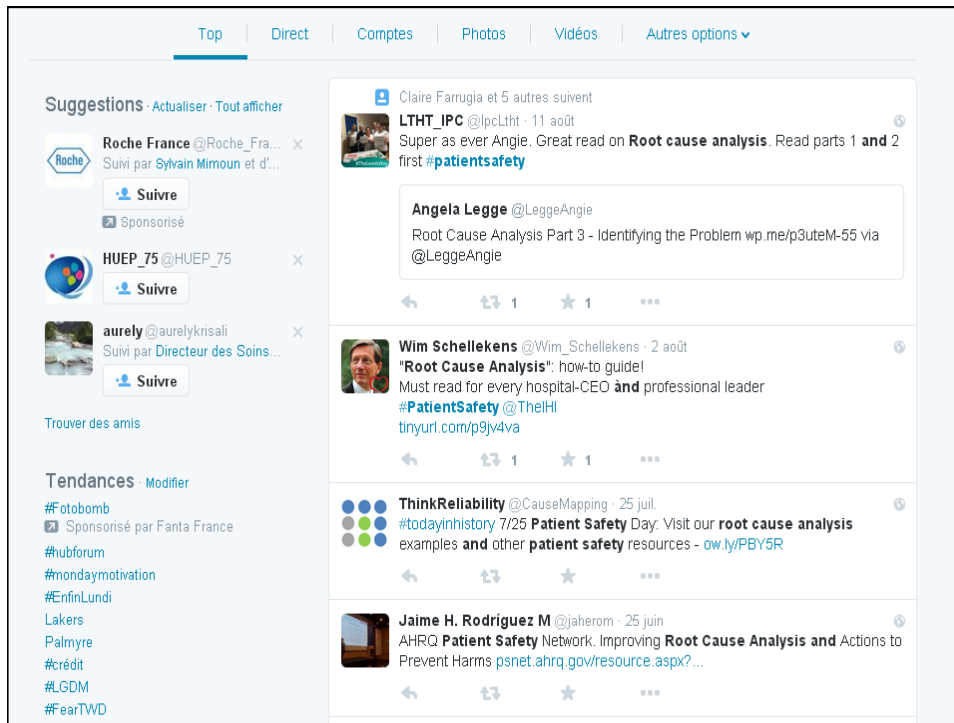 Top Direct Comptes Photos Vidéos Autres options
Suggestions · Actualiser · Tout afficher
Roche
Roche France @Roche_Fra...
Suivi par Sylvain Mimoun et d'...
Suivre
Sponsorisé
HUEP_75 @HUEP_75
Suivre
aurely @aurelykrisali
Suivi par Directeur des Soins...
Suivre
Trouver des amis
Tendances · Modifier
#Fotobomb
Sponsorisé par Fanta France
#hubforum
#mondaymotivation
#EnfinLundi
Lakers
Palmyre
#crédit
#LGDM
#FearTWD
Claire Farrugia et 5 autres suivent
LTHT_IPC @IpcLtht · 11 août
Super as ever Angie. Great read on Root cause analysis. Read parts 1 and 2
first #patientsafety
Angela Legge @LeggeAngie
Root Cause Analysis Part 3 - Identifying the Problem wp.me/p3uteM-55 via
@LeggeAngie
1 1
Wim Schellekens @Wim_Schellekens · 2 août
"Root Cause Analysis": how-to guide!
Must read for every hospital-CEO ànd professional leader
#PatientSafety @TheIHI
tinyurl.com/p9jv4va
1 1
ThinkReliability @CauseMapping · 25 juil.
#todayinhistory 7/25 Patient Safety Day: Visit our root cause analysis
examples and other patient safety resources - ow.ly/PBY5R
Jaime H. Rodríguez M @jaherom · 25 juin
AHRQ Patient Safety Network. Improving Root Cause Analysis and Actions to
Prevent Harms psnet.ahrq.gov/resource.aspx?...